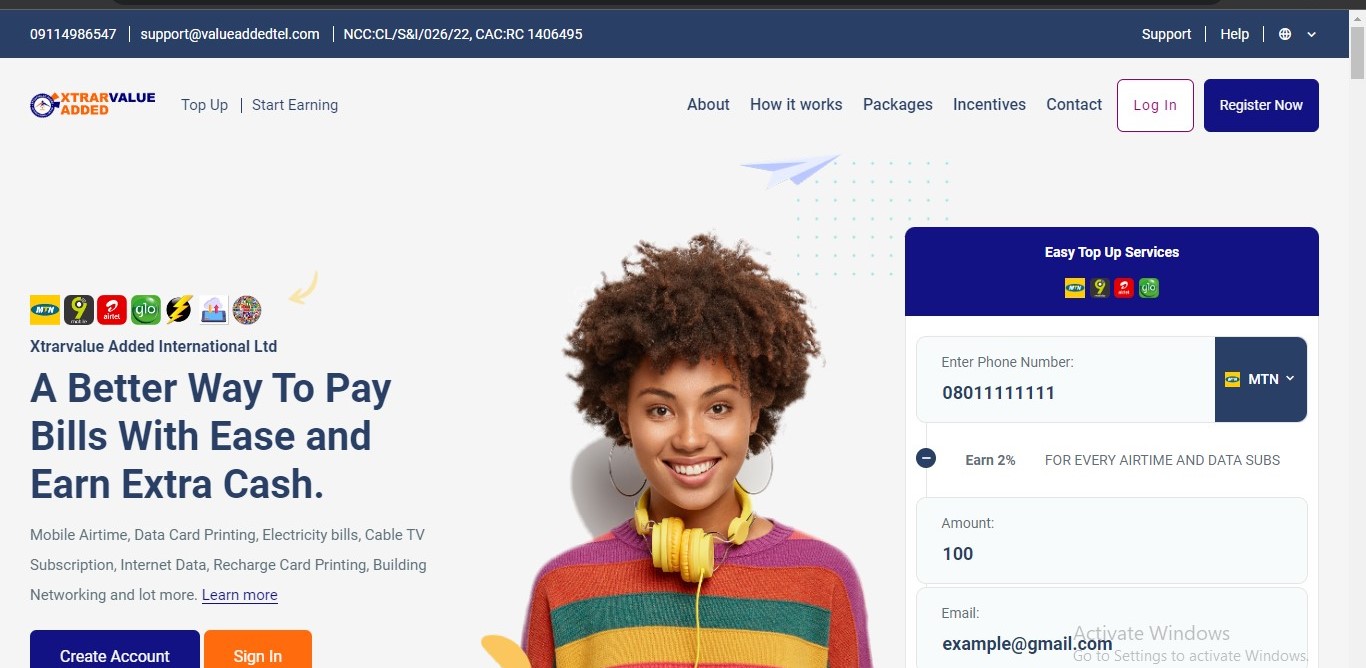 09114986547
support@valueaddedtel.com
NCC:CL/S&I/026/22, CAC:RC 1406495
Support
Help
XTRARVALUE
ADDED
Top Up
Start Earning
About
How it works
Packages
Incentives
Contact
Log In
Register Now
MTN
9
mobile
airtel
glo
Xtrarvalue Added International Ltd
A Better Way To Pay
Bills With Ease and
Earn Extra Cash.
Mobile Airtime, Data Card Printing, Electricity bills, Cable TV
Subscription, Internet Data, Recharge Card Printing, Building
Networking and lot more. Learn more
Create Account
Sign In
Easy Top Up Services
MTN
9
airtel
glo
Enter Phone Number:
08011111111
MTN
Earn 2%
FOR EVERY AIRTIME AND DATA SUBS
Amount:
100
Email:
example@gmail.com
Activate Windows
Go to Settings to activate Windows.